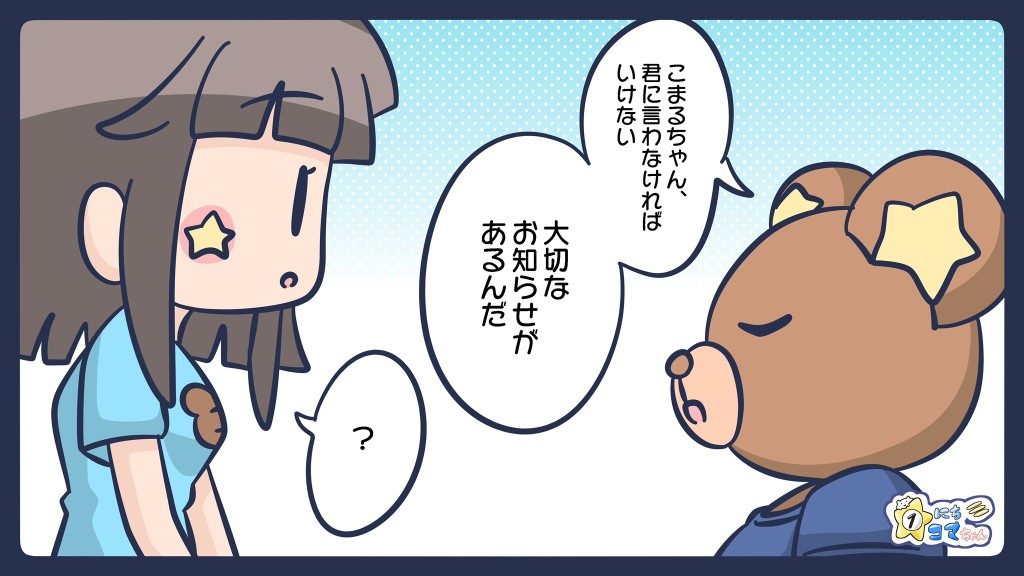 こまるちゃん、
君に言わなければ
いけない
大切な
お知らせが
あるんだ
？
1
にち
コマ
ちゃん